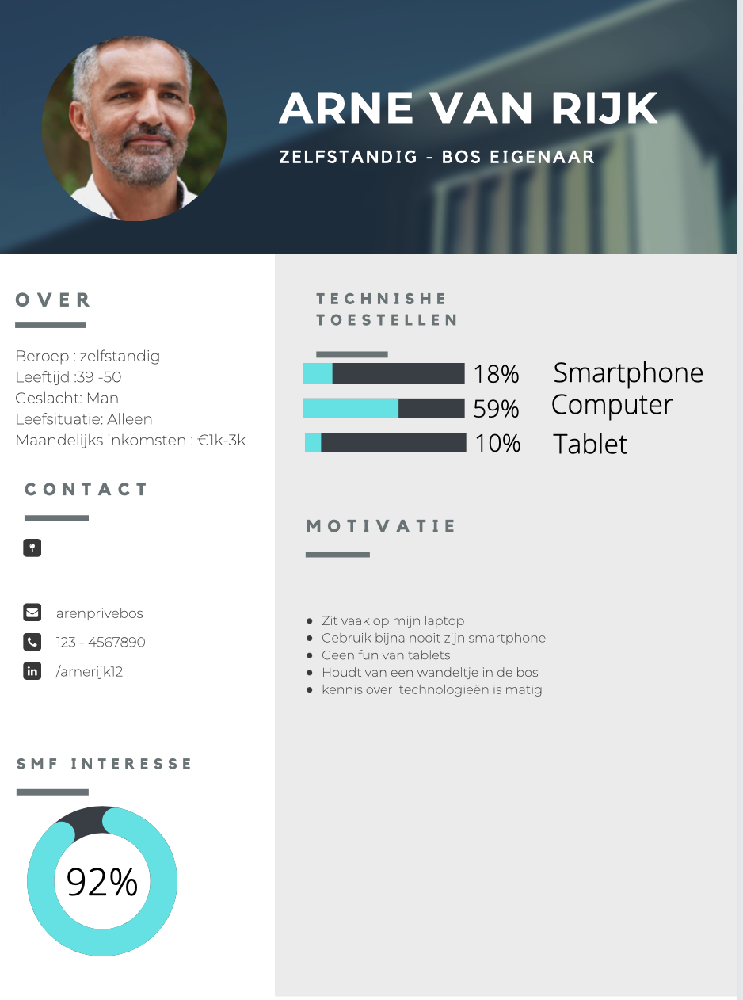 ARNE VAN RIJK
ZELFSTANDIG - BOS EIGENAAR
OVER
Beroep : zelfstandig
Leeftijd :39 -50
Geslacht: Man
Leefsituatie: Alleen
Maandelijks inkomsten : €1k-3k
CONTACT
arenprivebos
123 - 4567890
/arnerijk12
SMF INTERESSE
92%
TECHNISHE
TOESTELLEN
18% Smartphone
59% Computer
10% Tablet
MOTIVATIE
• Zit vaak op mijn laptop
• Gebruik bijna nooit zijn smartphone
• Geen fun van tablets
• Houdt van een wandeltje in de bos
• kennis over technologieën is matig